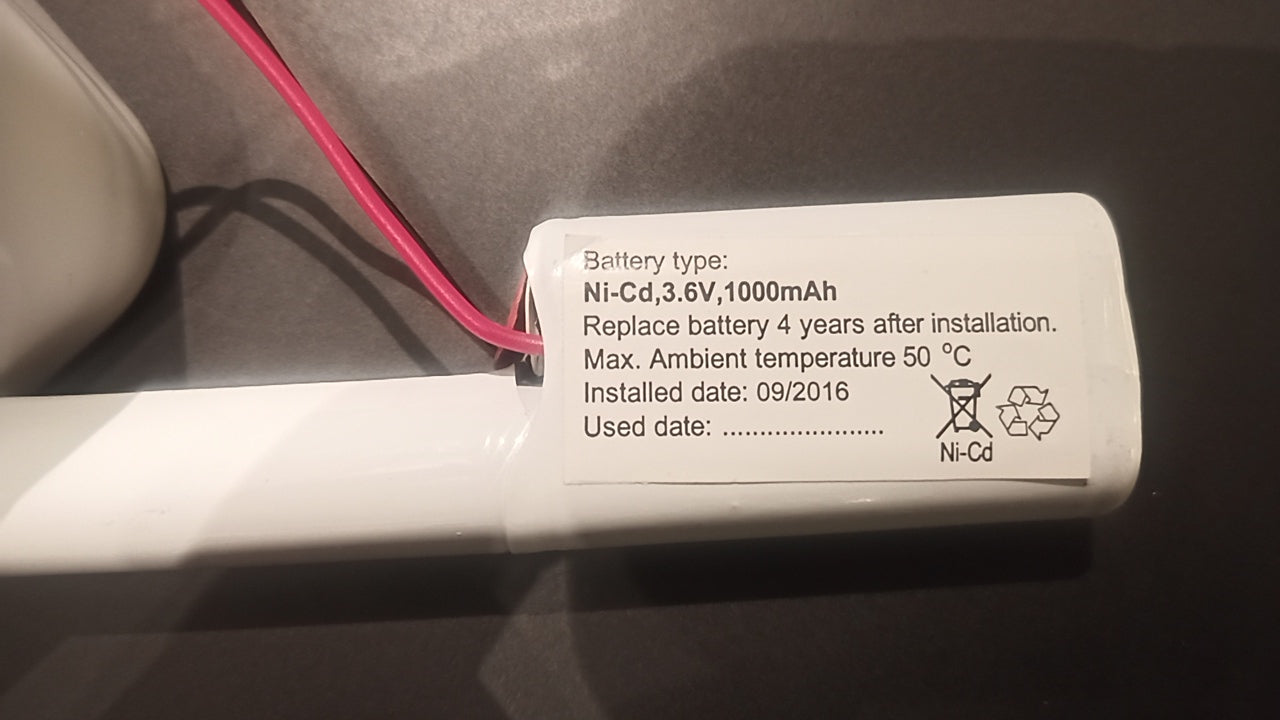 Battery type:
Ni-Cd,3.6V,1000mAh
Replace battery 4 years after installation.
Max. Ambient temperature 50 °C
Installed date: 09/2016
Used date: ......................
Ni-Cd